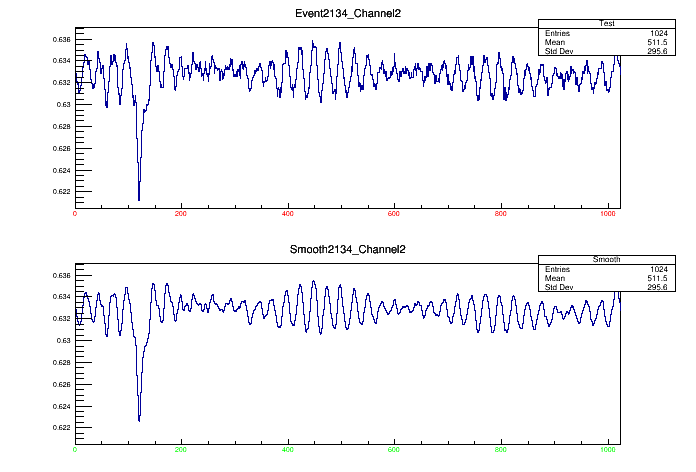 Event2134_Channel2
Test
Entries 1024
Mean 511.5
Std Dev 295.6
0.636
0.634
0.632
0.63
0.628
0.626
0.624
0.622
0 200 400 600 800 1000
Smooth2134_Channel2
Smooth
Entries 1024
Mean 511.5
Std Dev 295.6
0.636
0.634
0.632
0.63
0.628
0.626
0.624
0.622
0 200 400 600 800 1000